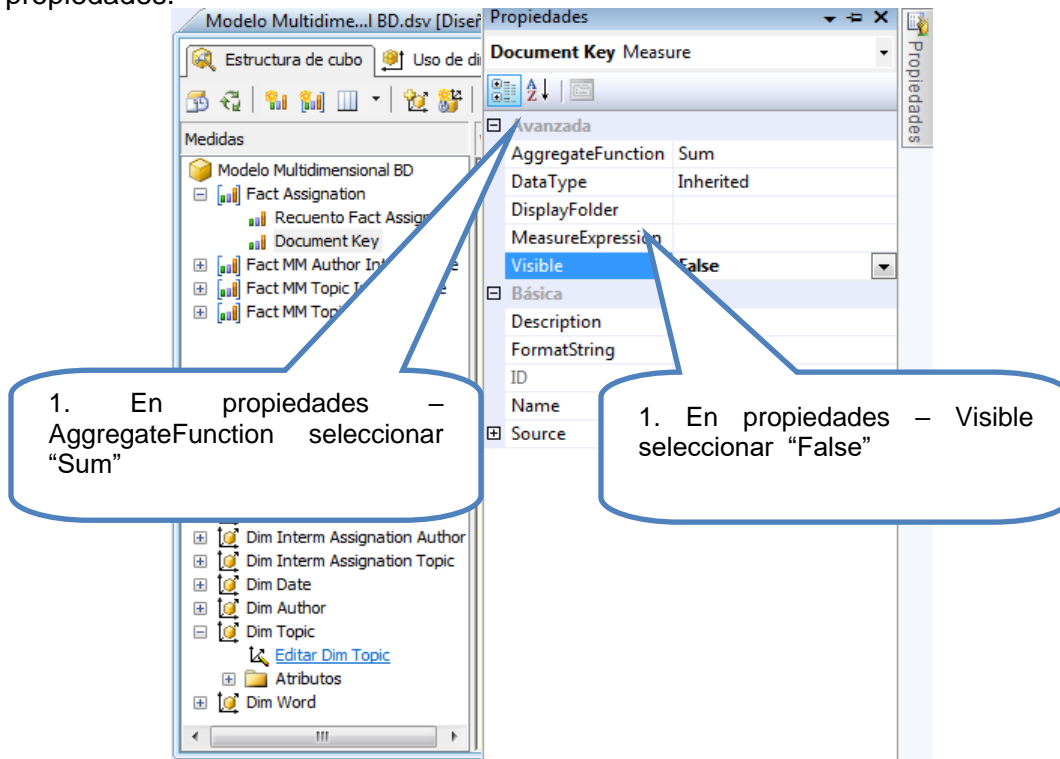 propiedades.
Modelo Multidime...l BD.dsv [Diseñ
Estructura de cubo
Uso de di
Medidas
Modelo Multidimensional BD
Fact Assignation
Recuento Fact Assign
Document Key
Fact MM Author Int e
Fact MM Topic I e
Fact MM Topi
1. En propiedades –
AggregateFunction seleccionar
“Sum”
Dim Interm Assignation Author
Dim Interm Assignation Topic
Dim Date
Dim Author
Dim Topic
Editar Dim Topic
Atributos
Dim Word
Propiedades
Document Key Measure
Avanzada
AggregateFunction Sum
DataType Inherited
DisplayFolder
MeasureExpression
Visible False
Básica
Description
FormatString
ID
Name
Source
1. En propiedades – Visible
seleccionar “False”
Propiedades